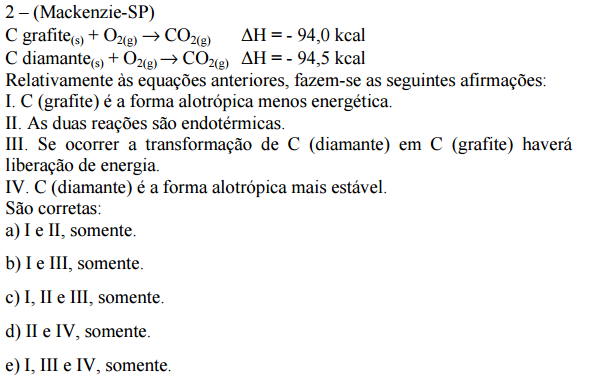 2 – (Mackenzie-SP)
C grafite(s) + O2(g) → CO2(g) ΔH = - 94,0 kcal
C diamante(s) + O2(g) → CO2(g) ΔH = - 94,5 kcal
Relativamente às equações anteriores, fazem-se as seguintes afirmações:
I. C (grafite) é a forma alotrópica menos energética.
II. As duas reações são endotérmicas.
III. Se ocorrer a transformação de C (diamante) em C (grafite) haverá
liberação de energia.
IV. C (diamante) é a forma alotrópica mais estável.
São corretas:
a) I e II, somente.
b) I e III, somente.
c) I, II e III, somente.
d) II e IV, somente.
e) I, III e IV, somente.